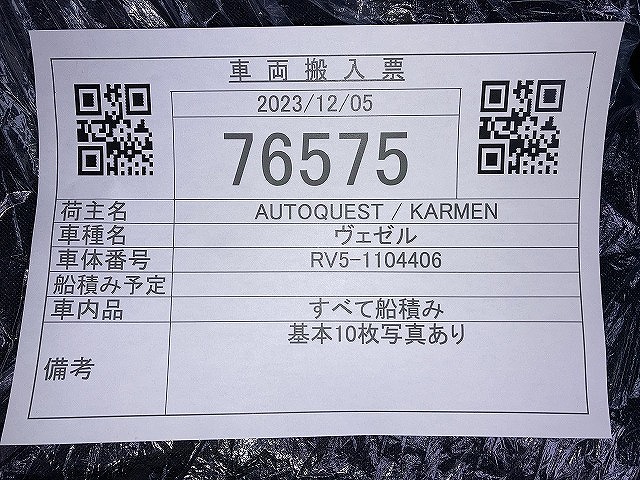 車両搬入票
2023/12/05
76575
荷主名 AUTOQUEST / KARMEN
車種名 ヴェゼル
車体番号 RV5-1104406
船積み予定
車内品 すべて船積み
備考 基本10枚写真あり